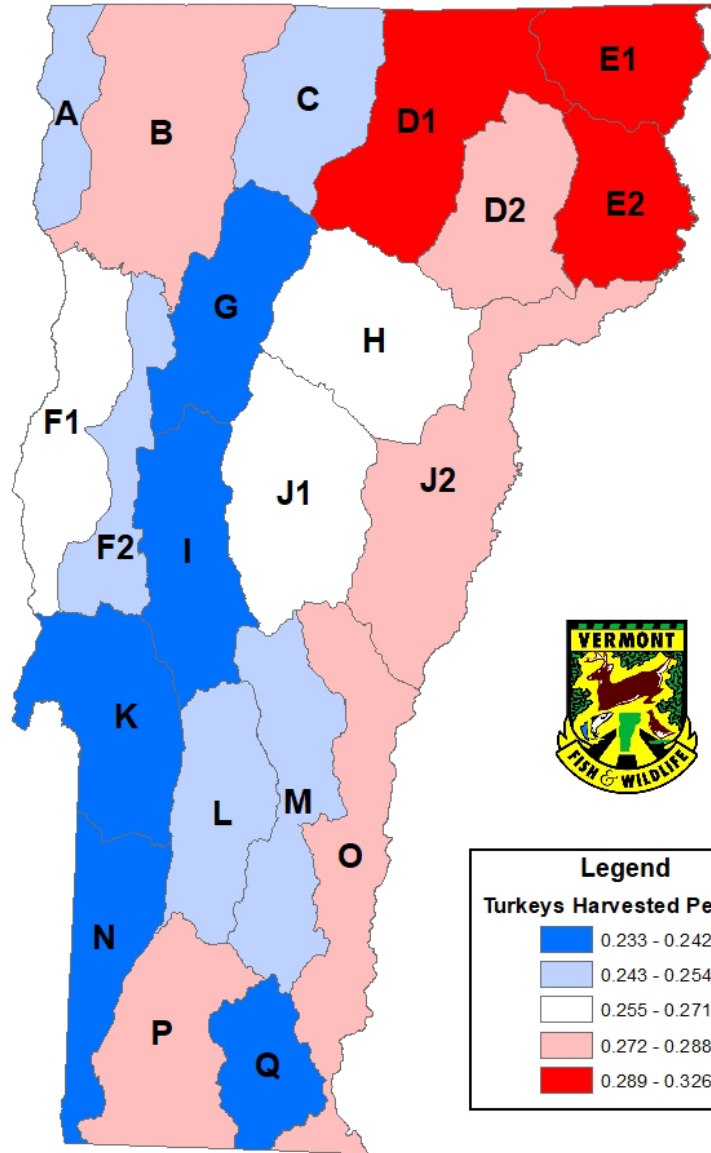 A
B
C
D1
E1
D2
E2
G
H
F1
J1
J2
F2
I
VERMONT
FISH & WILDLIFE
K
L
M
O
Legend
Turkeys Harvested Pe
N
0.233 - 0.242
0.243 - 0.254
0.255 - 0.271
P
0.272 - 0.288
Q
0.289 - 0.326